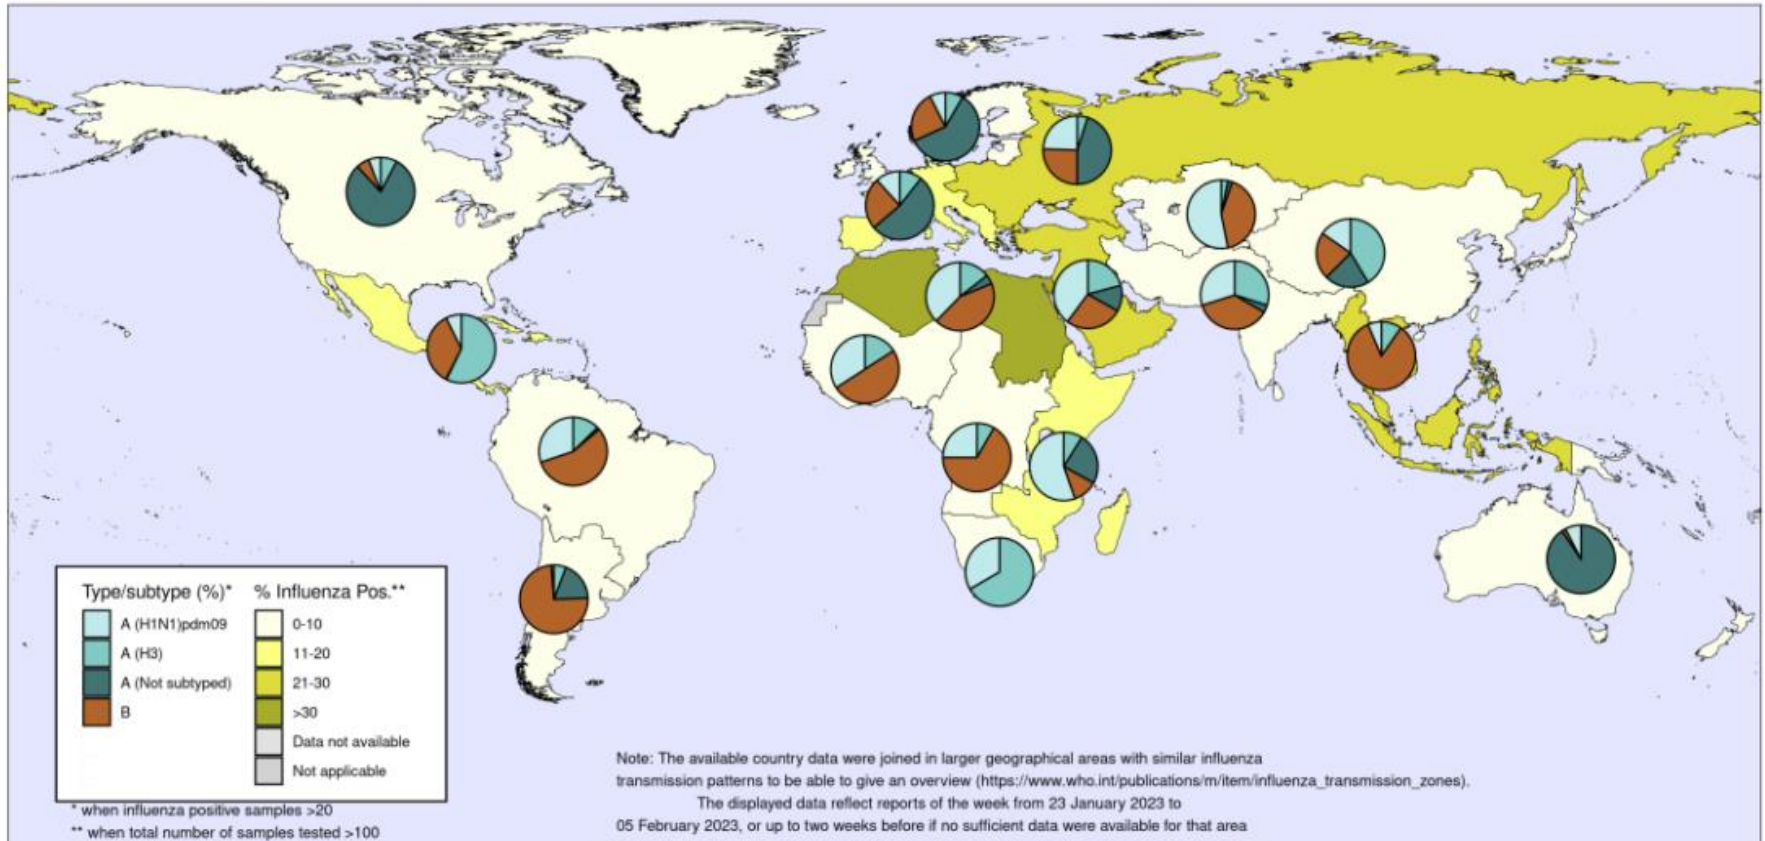 Type/subtype (%)*
A (H1N1)pdm09
A (H3)
A (Not subtyped)
B
% Influenza Pos.**
0-10
11-20
21-30
>30
Data not available
Not applicable
* when influenza positive samples >20
** when total number of samples tested >100
Note: The available country data were joined in larger geographical areas with similar influenza
transmission patterns to be able to give an overview (https://www.who.int/publications/m/item/influenza_transmission_zones).
The displayed data reflect reports of the week from 23 January 2023 to
05 February 2023, or up to two weeks before if no sufficient data were available for that area